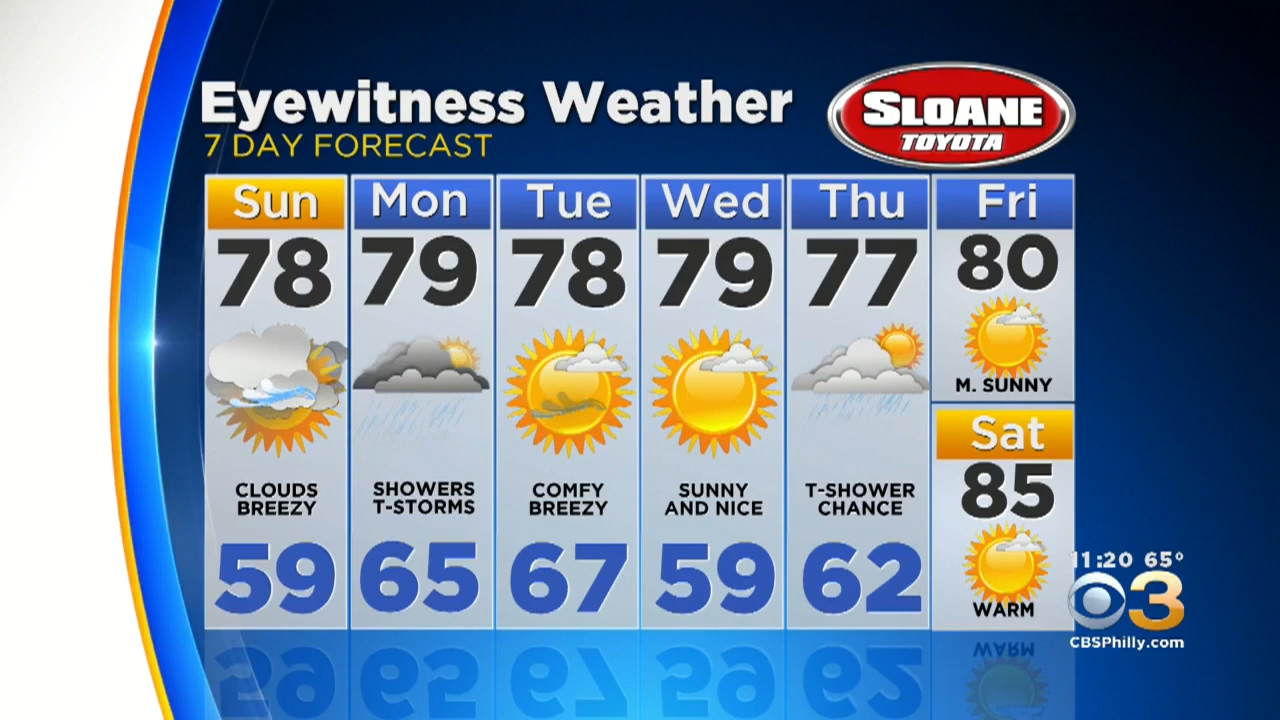 Eyewitness Weather
7 DAY FORECAST
SLOANE
TOYOTA
Sun
78
CLOUDS
BREEZY
59
Mon
79
SHOWERS
T-STORMS
65
Tue
78
COMFY
BREEZY
67
Wed
79
SUNNY
AND NICE
59
Thu
77
T-SHOWER
CHANCE
62
Fri
80
M. SUNNY
Sat
85
WARM
11:20 65°
3
CBSPhilly.com